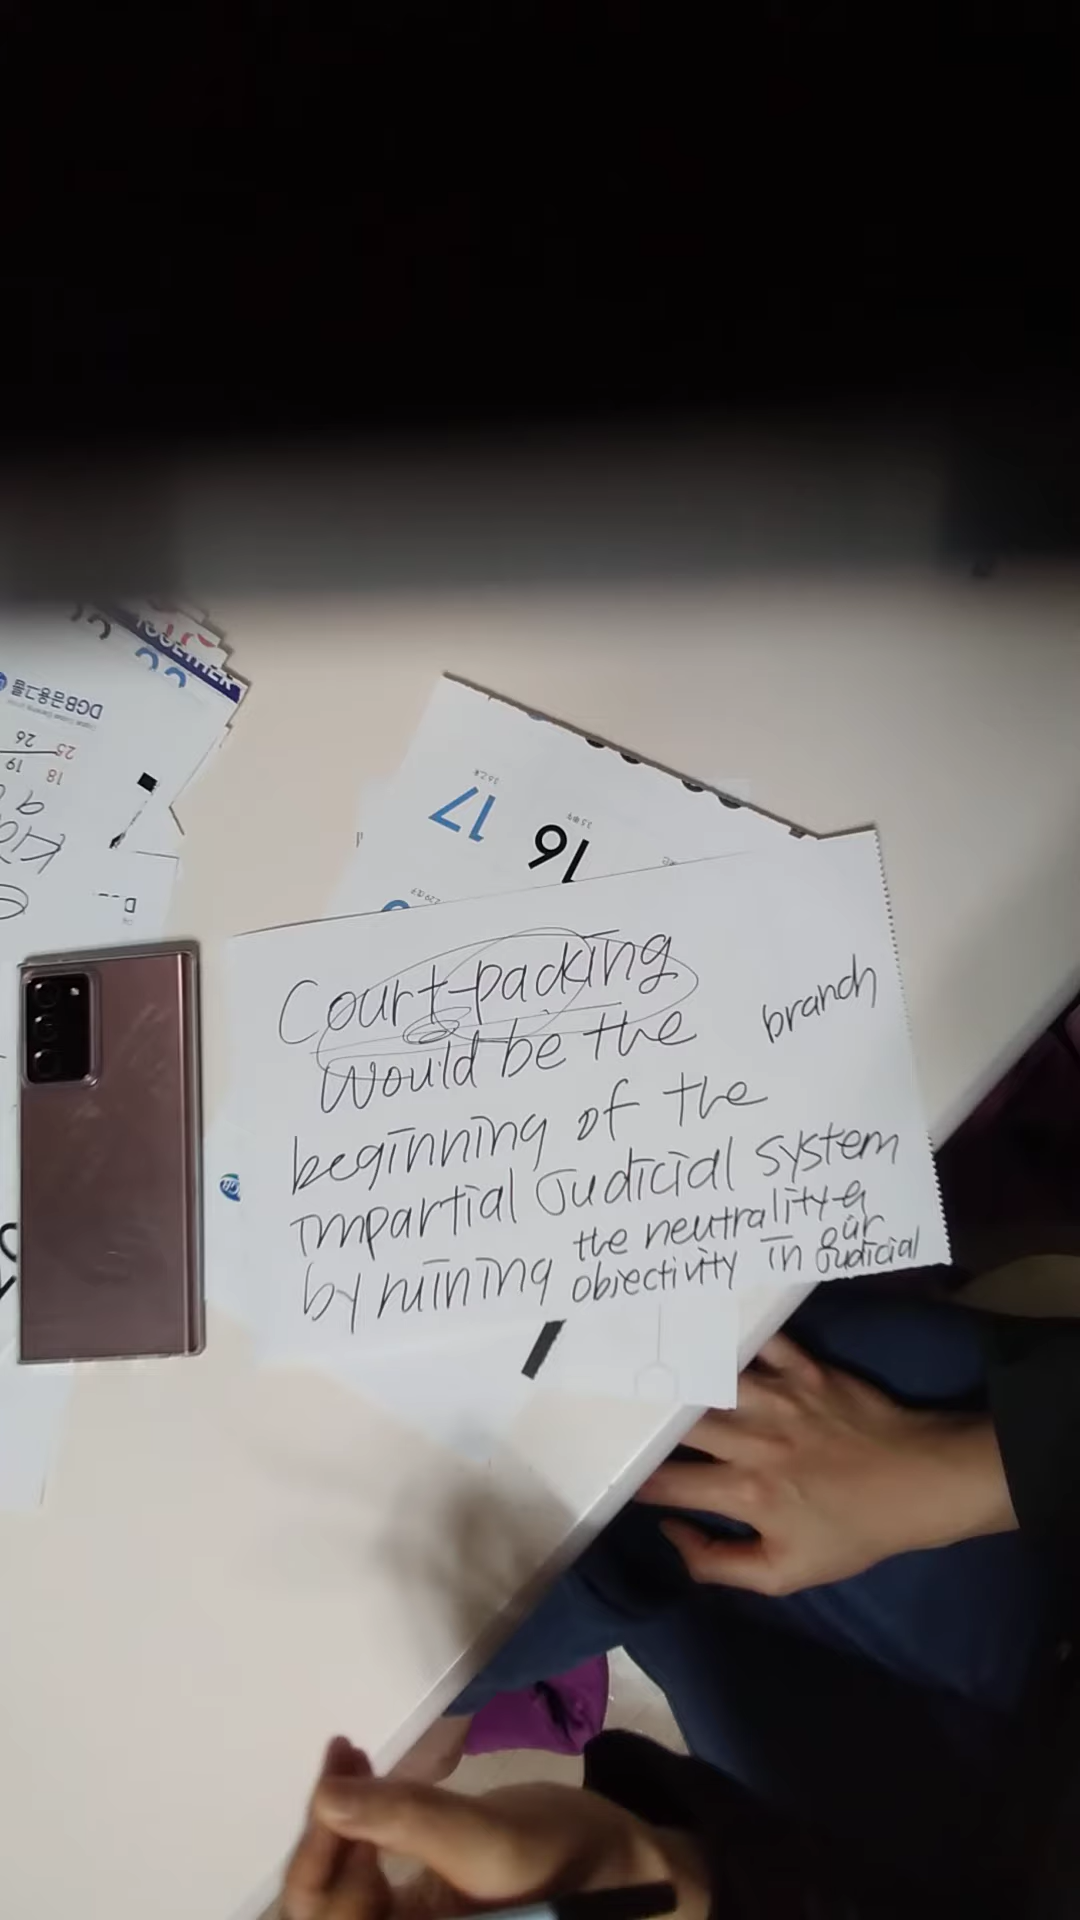 TOGETHER
DGB금융그룹
25 26
18 19
17
16
Court-packing
would be the
branch
beginning of the
impartial Judicial system
by ruining the neutrality &
objectivity in our
Judicial